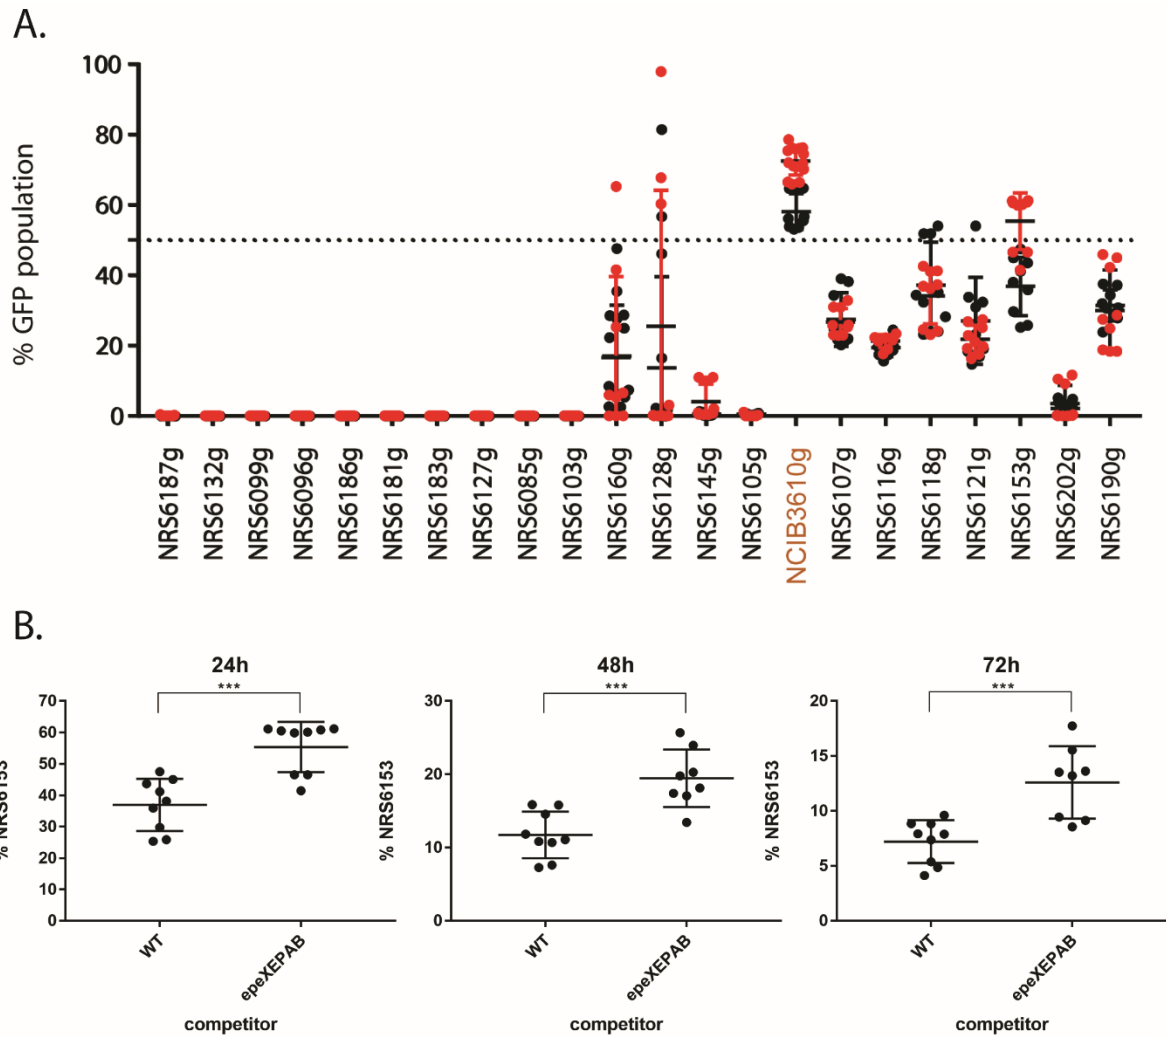 A.
% GFP population
100
80
60
40
20
0
NRS6187g
NRS6132g
NRS6099g
NRS6096g
NRS6186g
NRS6181g
NRS6183g
NRS6127g
NRS6085g
NRS6103g
NRS6160g
NRS6128g
NRS6145g
NRS6105g
NCIB3610g
NRS6107g
NRS6116g
NRS6118g
NRS6121g
NRS6153g
NRS6202g
NRS6190g
B.
24h
***
% NRS6153
70
60
50
40
30
20
10
0
WT
epeXEPAB
competitor
48h
***
% NRS6153
30
20
10
0
WT
epeXEPAB
competitor
72h
***
% NRS6153
20
15
10
5
0
WT
epeXEPAB
competitor